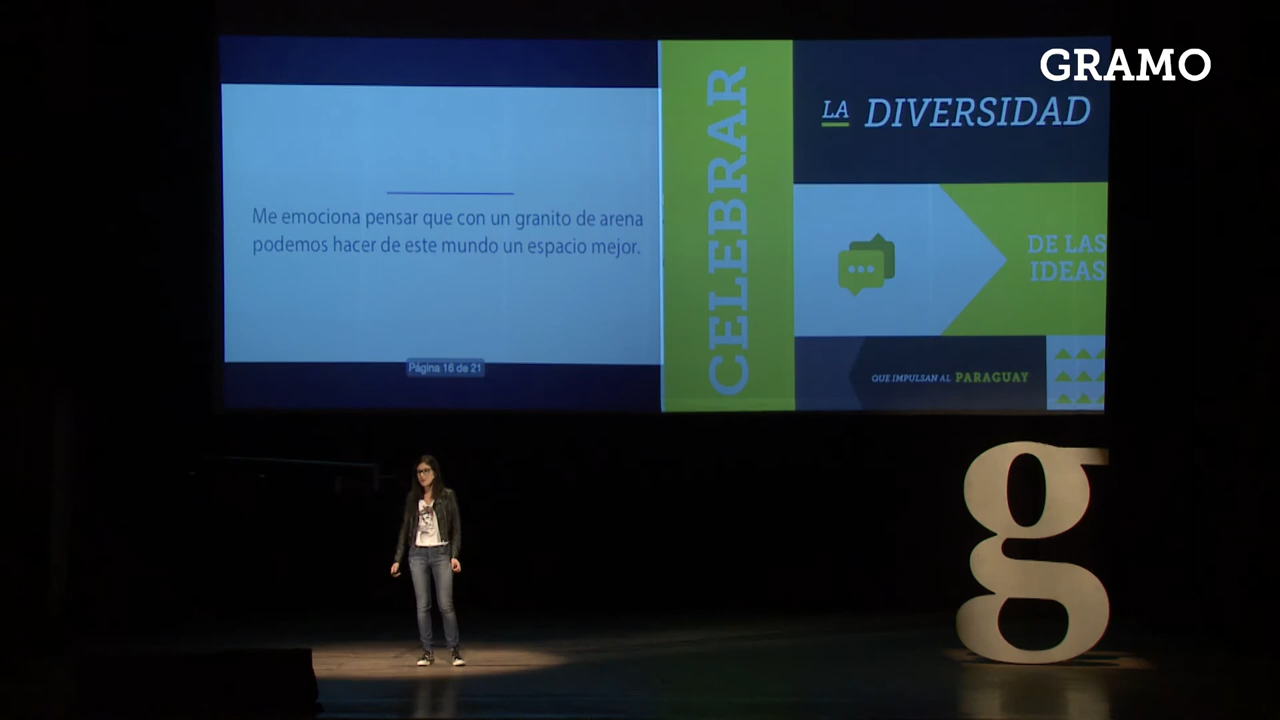 GRAMO
Me emociona pensar que con un granito de arena
podemos hacer de este mundo un espacio mejor.
Página 16 de 21
CELEBRAR
LA DIVERSIDAD
DE LAS
IDEAS
QUE IMPULSAN AL PARAGUAY
g